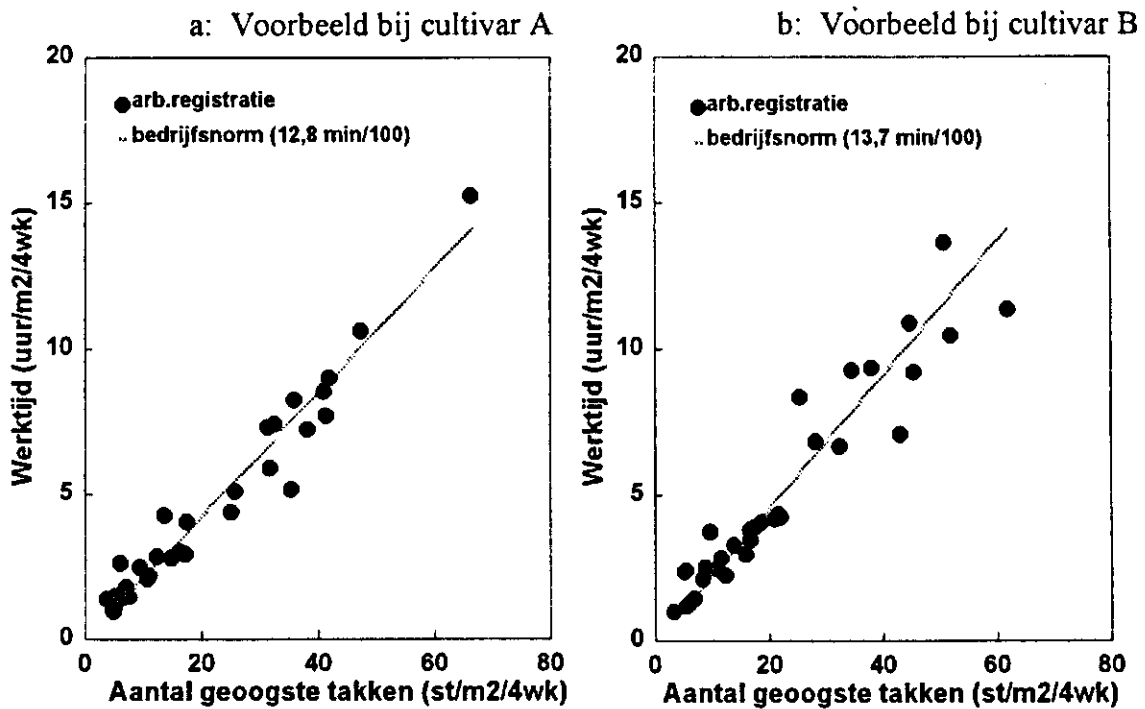 a: Voorbeeld bij cultivar A
20
15
10
5
0
Werktijd (uur/m2/4wk)
arb.registratie
bedrijfsnorm (12,8 min/100)
0 20 40 60 80
Aantal geoogste takken (st/m2/4wk)
b: Voorbeeld bij cultivar B
20
15
10
5
0
Werktijd (uur/m2/4wk)
arb.registratie
bedrijfsnorm (13,7 min/100)
0 20 40 60 80
Aantal geoogste takken (st/m2/4wk)